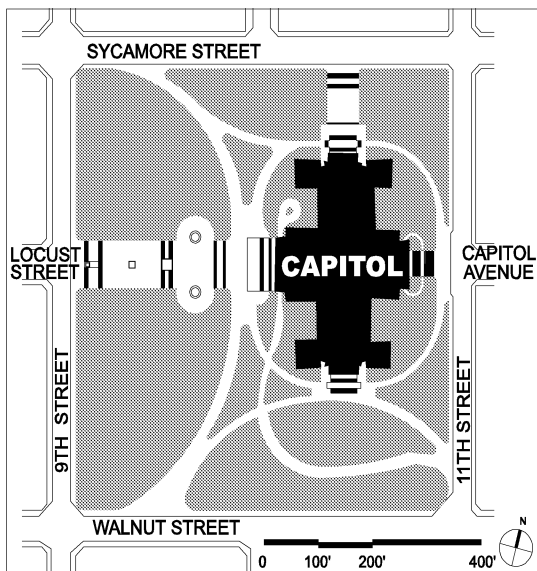 SYCAMORE STREET
LOCUST
STREET
CAPITOL
CAPITOL
AVENUE
9TH STREET
11TH STREET
WALNUT STREET
N
0 100' 200' 400'